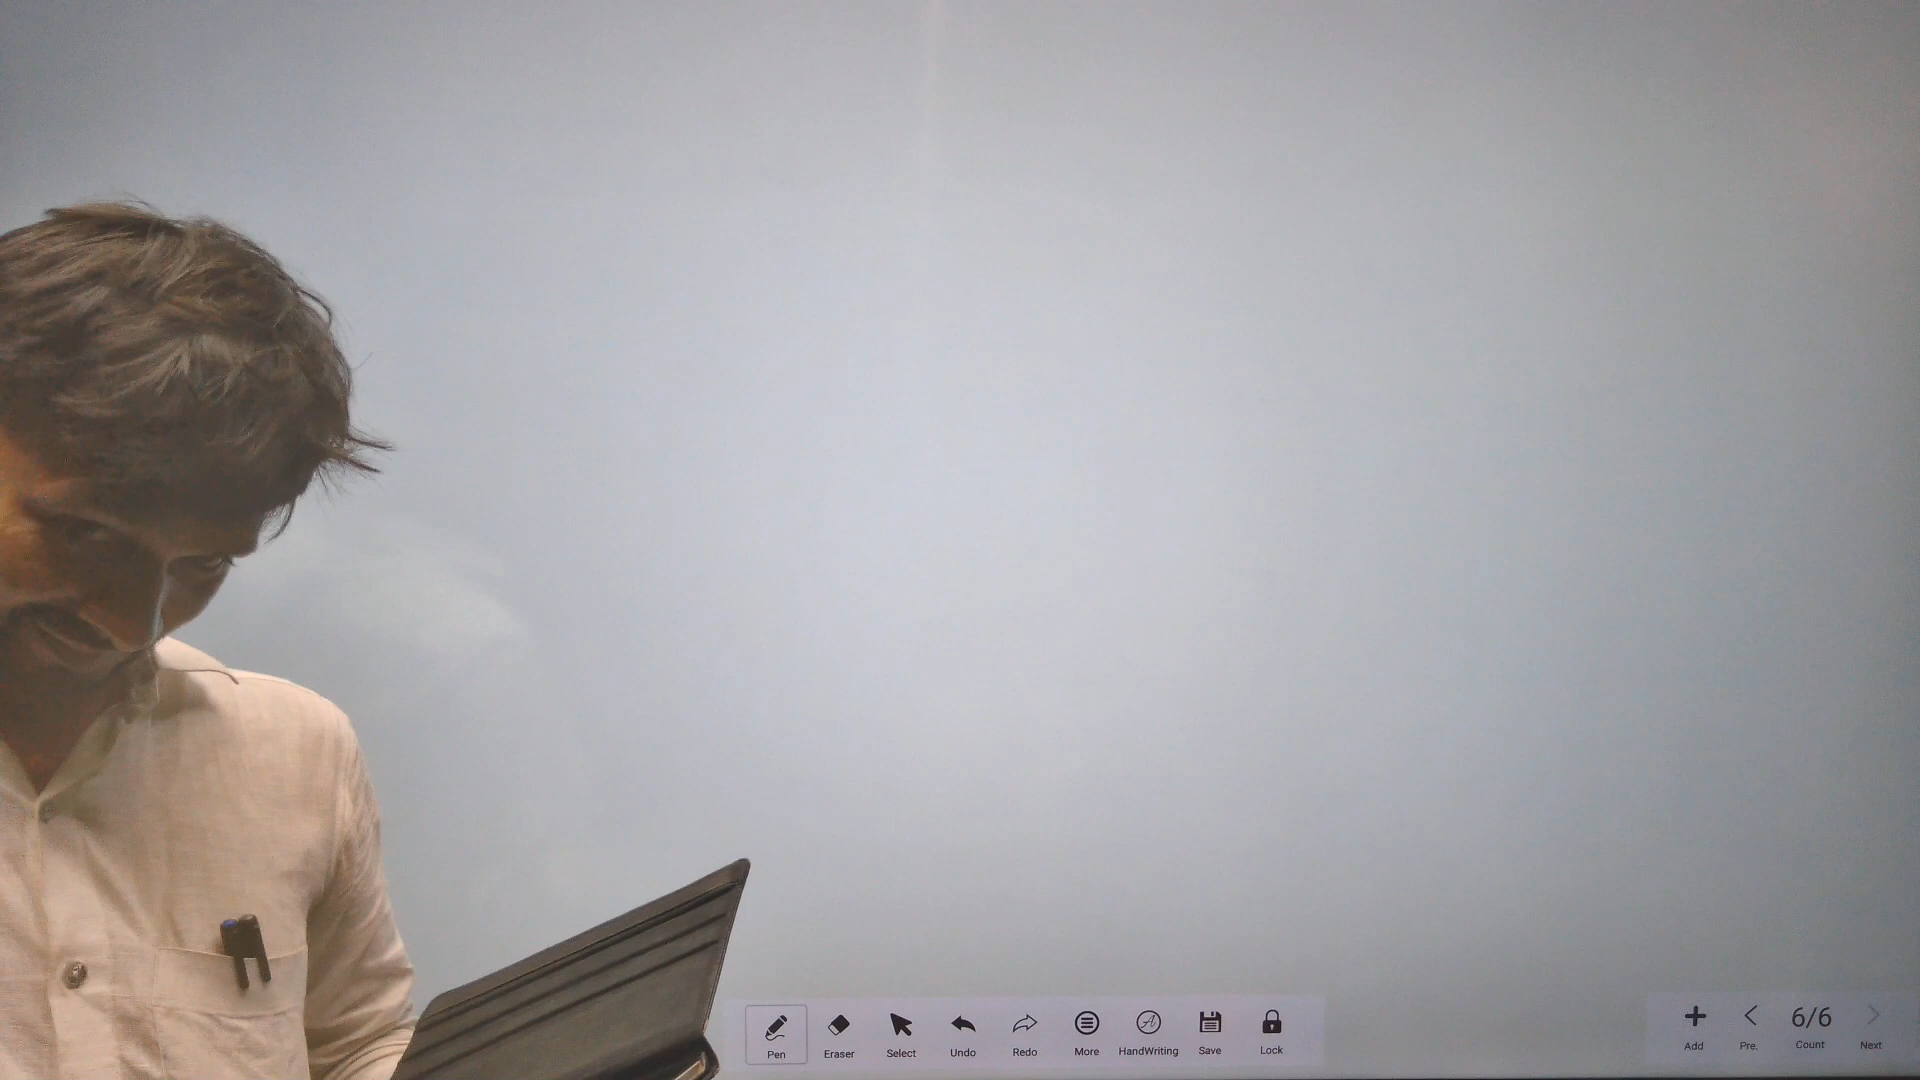 Pen Eraser Select Undo Redo More HandWriting Save Lock
6/6
Add Pre. Count Next